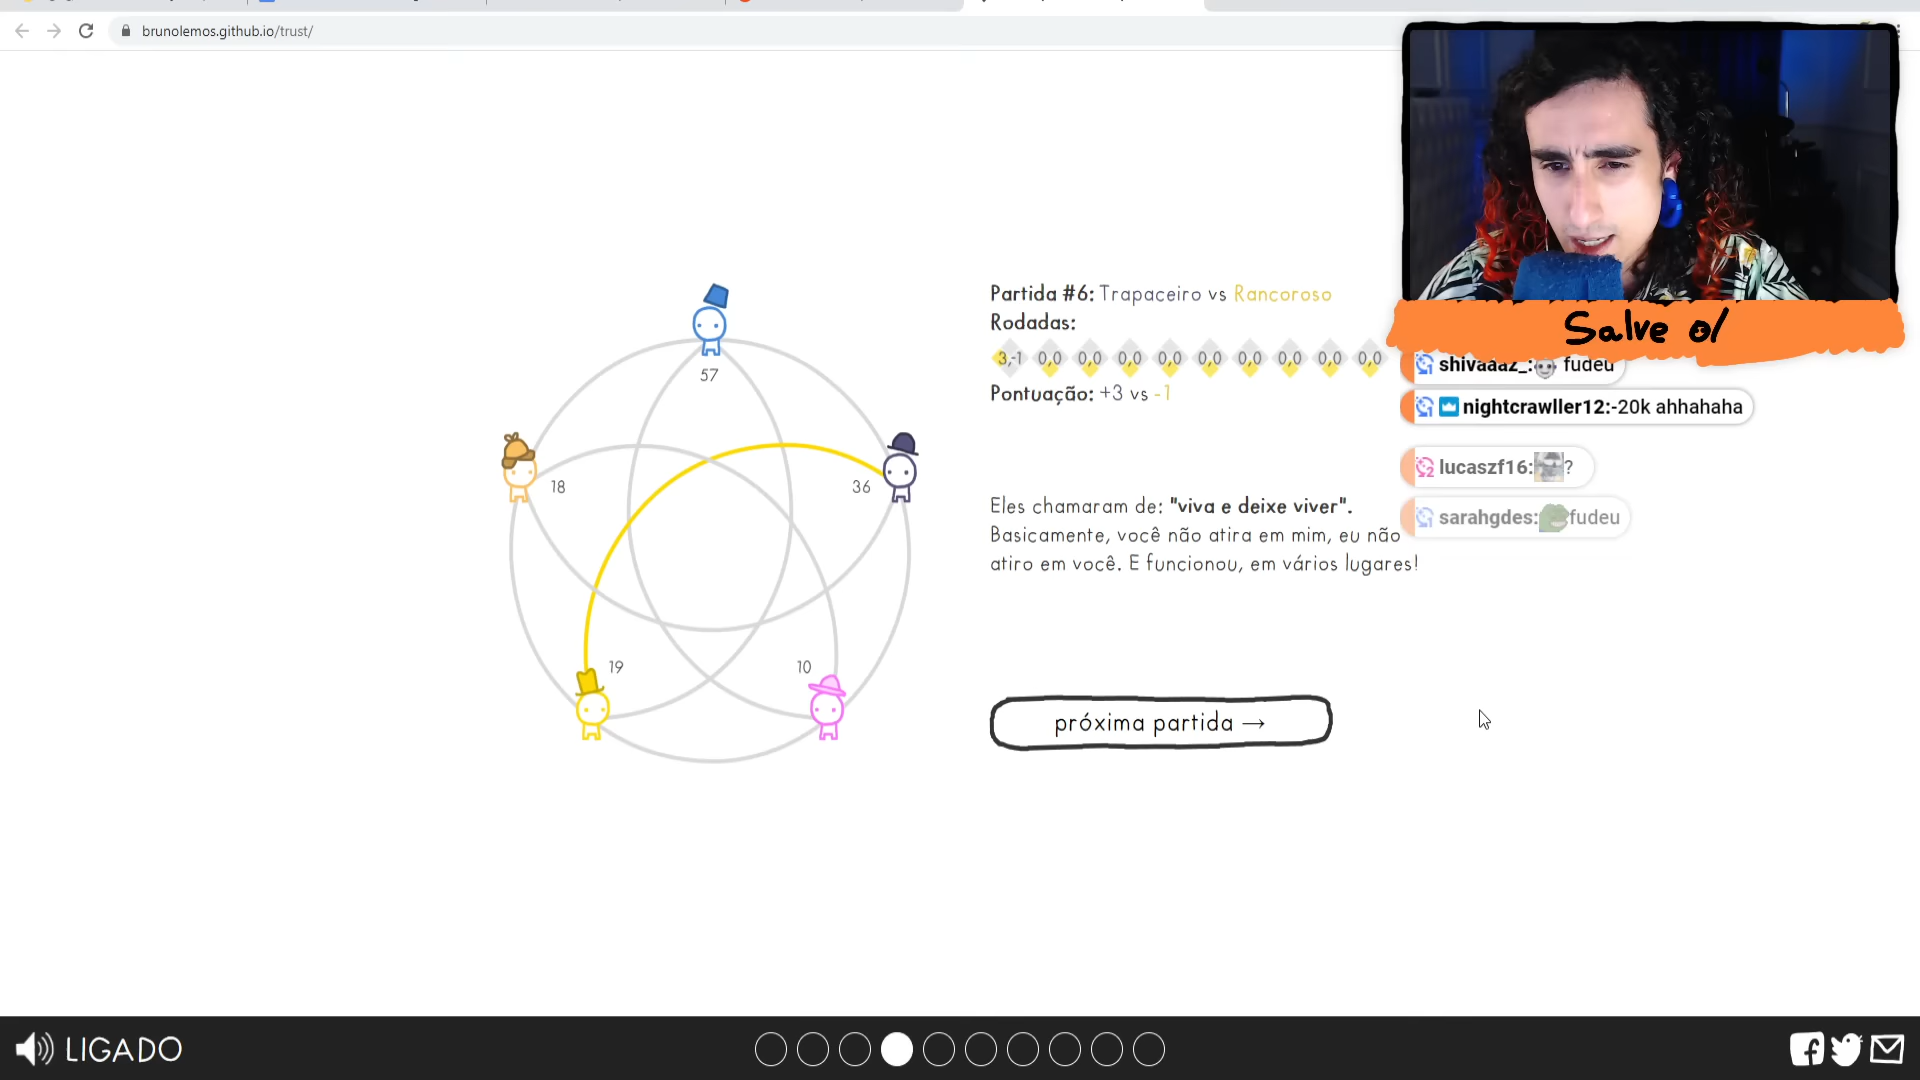 brunolemos.github.io/trust/
Partida #6: Trapaceiro vs Rancoroso
Rodadas:
3,-1 0,0 0,0 0,0 0,0 0,0 0,0 0,0 0,0 0,0
Pontuação: +3 vs -1
57
18
36
19
10
Eles chamaram de: "viva e deixe viver".
Basicamente, você não atira em mim, eu não
atiro em você. E funcionou, em vários lugares!
próxima partida →
Salve o/
shivaaaz_: fudeu
nightcrawller12:-20k ahhahaha
lucaszf16: ?
sarahgdes: fudeu
LIGADO